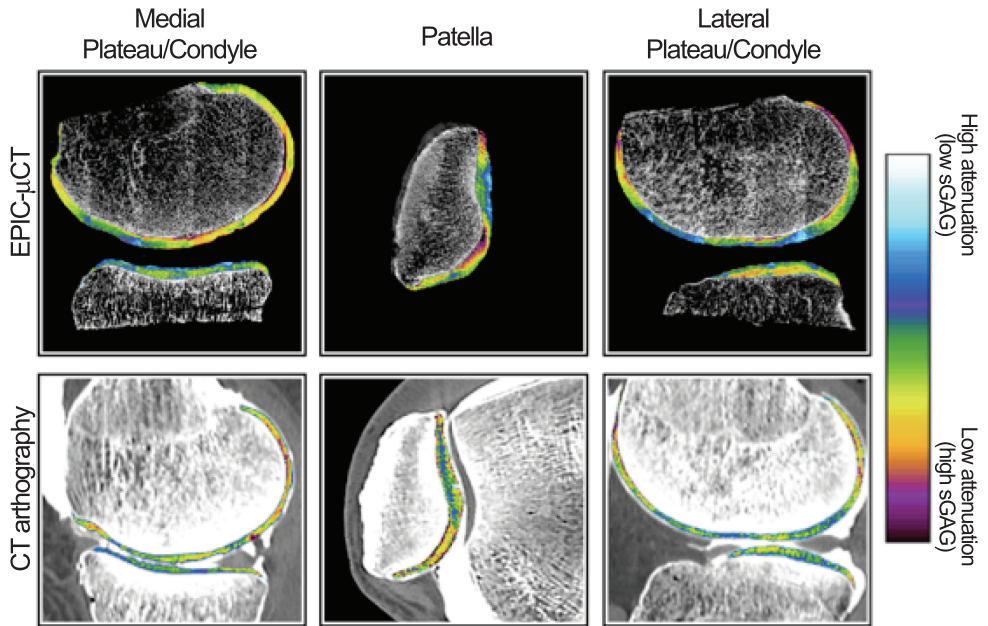 Medial
Plateau/Condyle
Patella
Lateral
Plateau/Condyle
EPIC-µCT
CT arthography
High attenuation
(low sGAG)
Low attenuation
(high sGAG)